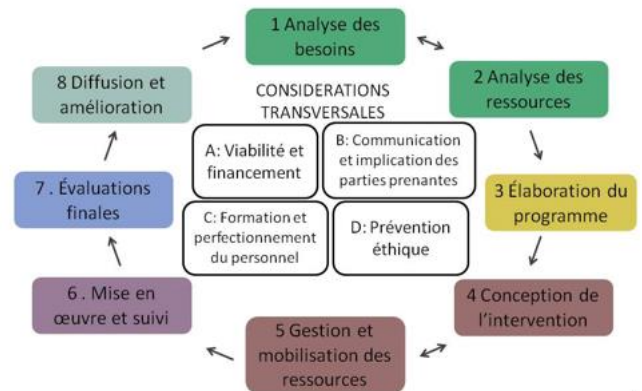 1 Analyse des
besoins
2 Analyse des
ressources
3 Élaboration du
programme
4 Conception de
l'intervention
5 Gestion et
mobilisation des
ressources
6 . Mise en
œuvre et suivi
7 . Évaluations
finales
8 Diffusion et
amélioration
CONSIDERATIONS
TRANSVERSALES
A: Viabilité et
financement
B: Communication
et implication des
parties prenantes
C: Formation et
perfectionnement
du personnel
D: Prévention
éthique